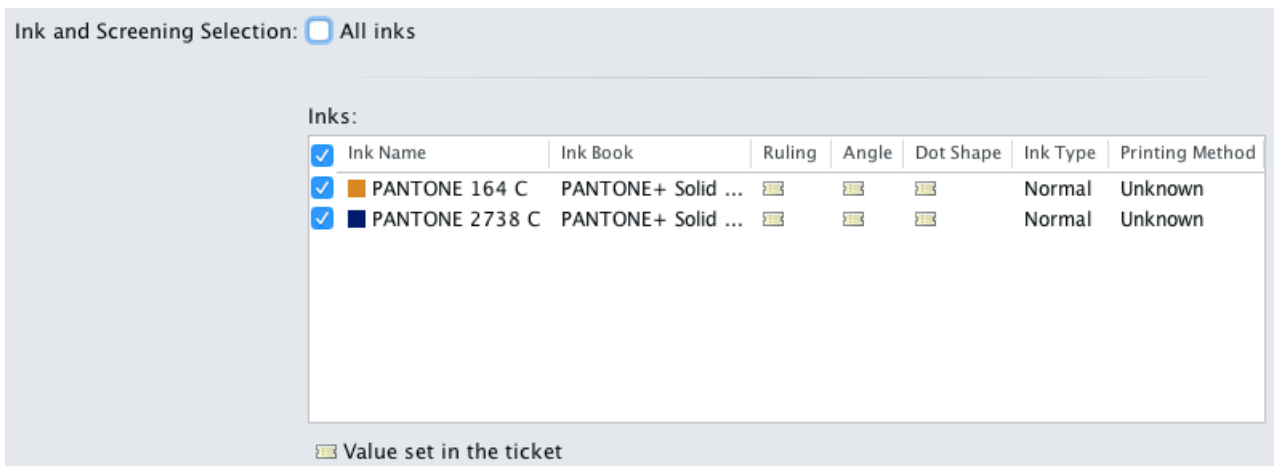 Ink and Screening Selection: All inks
Inks:
Ink Name Ink Book Ruling Angle Dot Shape Ink Type Printing Method
PANTONE 164 C PANTONE+ Solid ... Normal Unknown
PANTONE 2738 C PANTONE+ Solid ... Normal Unknown
Value set in the ticket